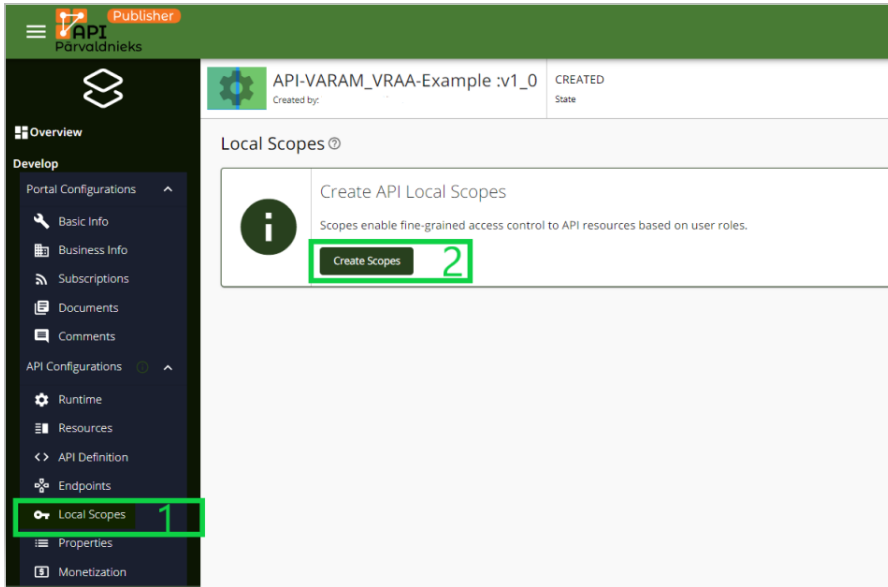 Publisher
API
Pārvaldnieks
API-VARAM_VRAA-Example :v1_0
Created by:
CREATED
State
Overview
Develop
Portal Configurations
Basic Info
Business Info
Subscriptions
Documents
Comments
API Configurations
Runtime
Resources
API Definition
Endpoints
Local Scopes
1
Properties
Monetization
Local Scopes
Create API Local Scopes
Scopes enable fine-grained access control to API resources based on user roles.
Create Scopes
2